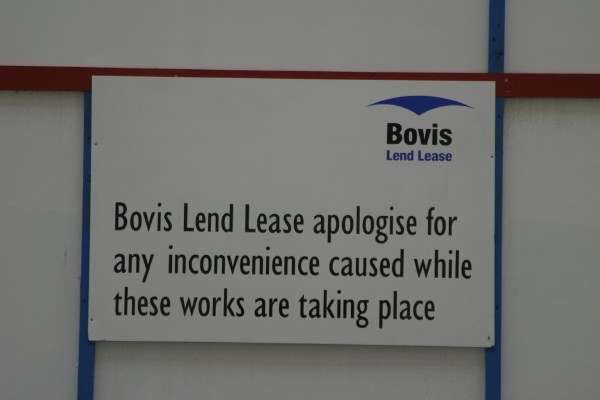 Bovis
Lend Lease
Bovis Lend Lease apologise for
any inconvenience caused while
these works are taking place